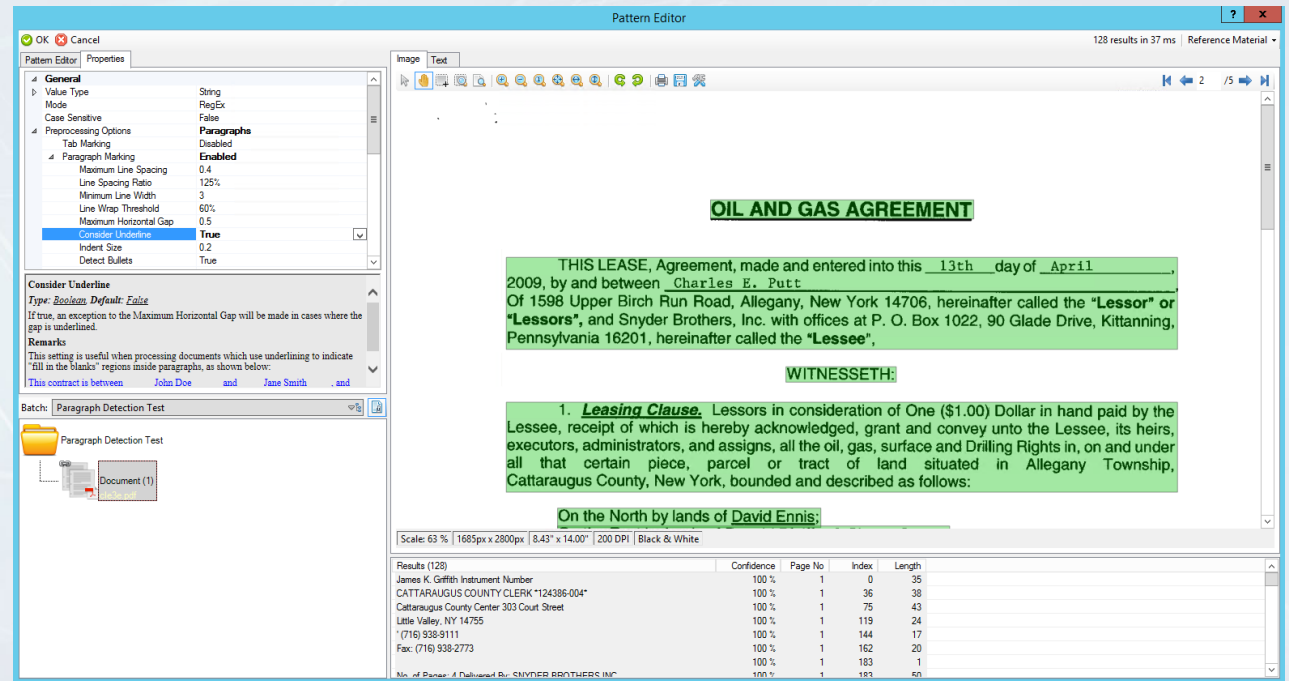 Pattern Editor
? x
OK Cancel
128 results in 37 ms Reference Material
Pattern Editor Properties
General
Value Type String
Mode RegEx
Case Sensitive False
Preprocessing Options Paragraphs
Tab Marking Disabled
Paragraph Marking Enabled
Maximum Line Spacing 0.4
Line Spacing Ratio 125%
Minimum Line Width 3
Line Wrap Threshold 60%
Maximum Horizontal Gap 0.5
Consider Underline True
Indent Size 0.2
Detect Bullets True
Consider Underline
Type: Boolean, Default: False
If true, an exception to the Maximum Horizontal Gap will be made in cases where the
gap is underlined.
Remarks
This setting is useful when processing documents which use underlining to indicate
"fill in the blanks" regions inside paragraphs, as shown below:
This contract is between John Doe and Jane Smith , and
Batch: Paragraph Detection Test
Paragraph Detection Test
Document (1)
Image Text
2 /5
OIL AND GAS AGREEMENT
THIS LEASE, Agreement, made and entered into this 13th day of April ,
2009, by and between Charles E. Putt ,
Of 1598 Upper Birch Run Road, Allegany, New York 14706, hereinafter called the "Lessor" or
"Lessors", and Snyder Brothers, Inc. with offices at P. O. Box 1022, 90 Glade Drive, Kittanning,
Pennsylvania 16201, hereinafter called the "Lessee",
WITNESSETH:
1. Leasing Clause. Lessors in consideration of One ($1.00) Dollar in hand paid by the
Lessee, receipt of which is hereby acknowledged, grant and convey unto the Lessee, its heirs,
executors, administrators, and assigns, all the oil, gas, surface and Drilling Rights in, on and under
all that certain piece, parcel or tract of land situated in Allegany Township,
Cattaraugus County, New York, bounded and described as follows:
On the North by lands of David Ennis;
Scale: 63 % 1685px x 2800px 8.43" x 14.00" 200 DPI Black & White
Results (128) Confidence Page No Index Length
James K. Griffith Instrument Number 100 % 1 0 35
CATTARAUGUS COUNTY CLERK *124386-004* 100 % 1 36 38
Cattaraugus County Center 303 Court Street 100 % 1 75 43
Little Valley, NY 14755 100 % 1 119 24
' (716) 938-9111 100 % 1 144 17
Fax: (716) 938-2773 100 % 1 162 20
100 % 1 183 1
No. of Pages: 4 Delivered By: SNYDER BROTHERS INC 100 % 1 183 50